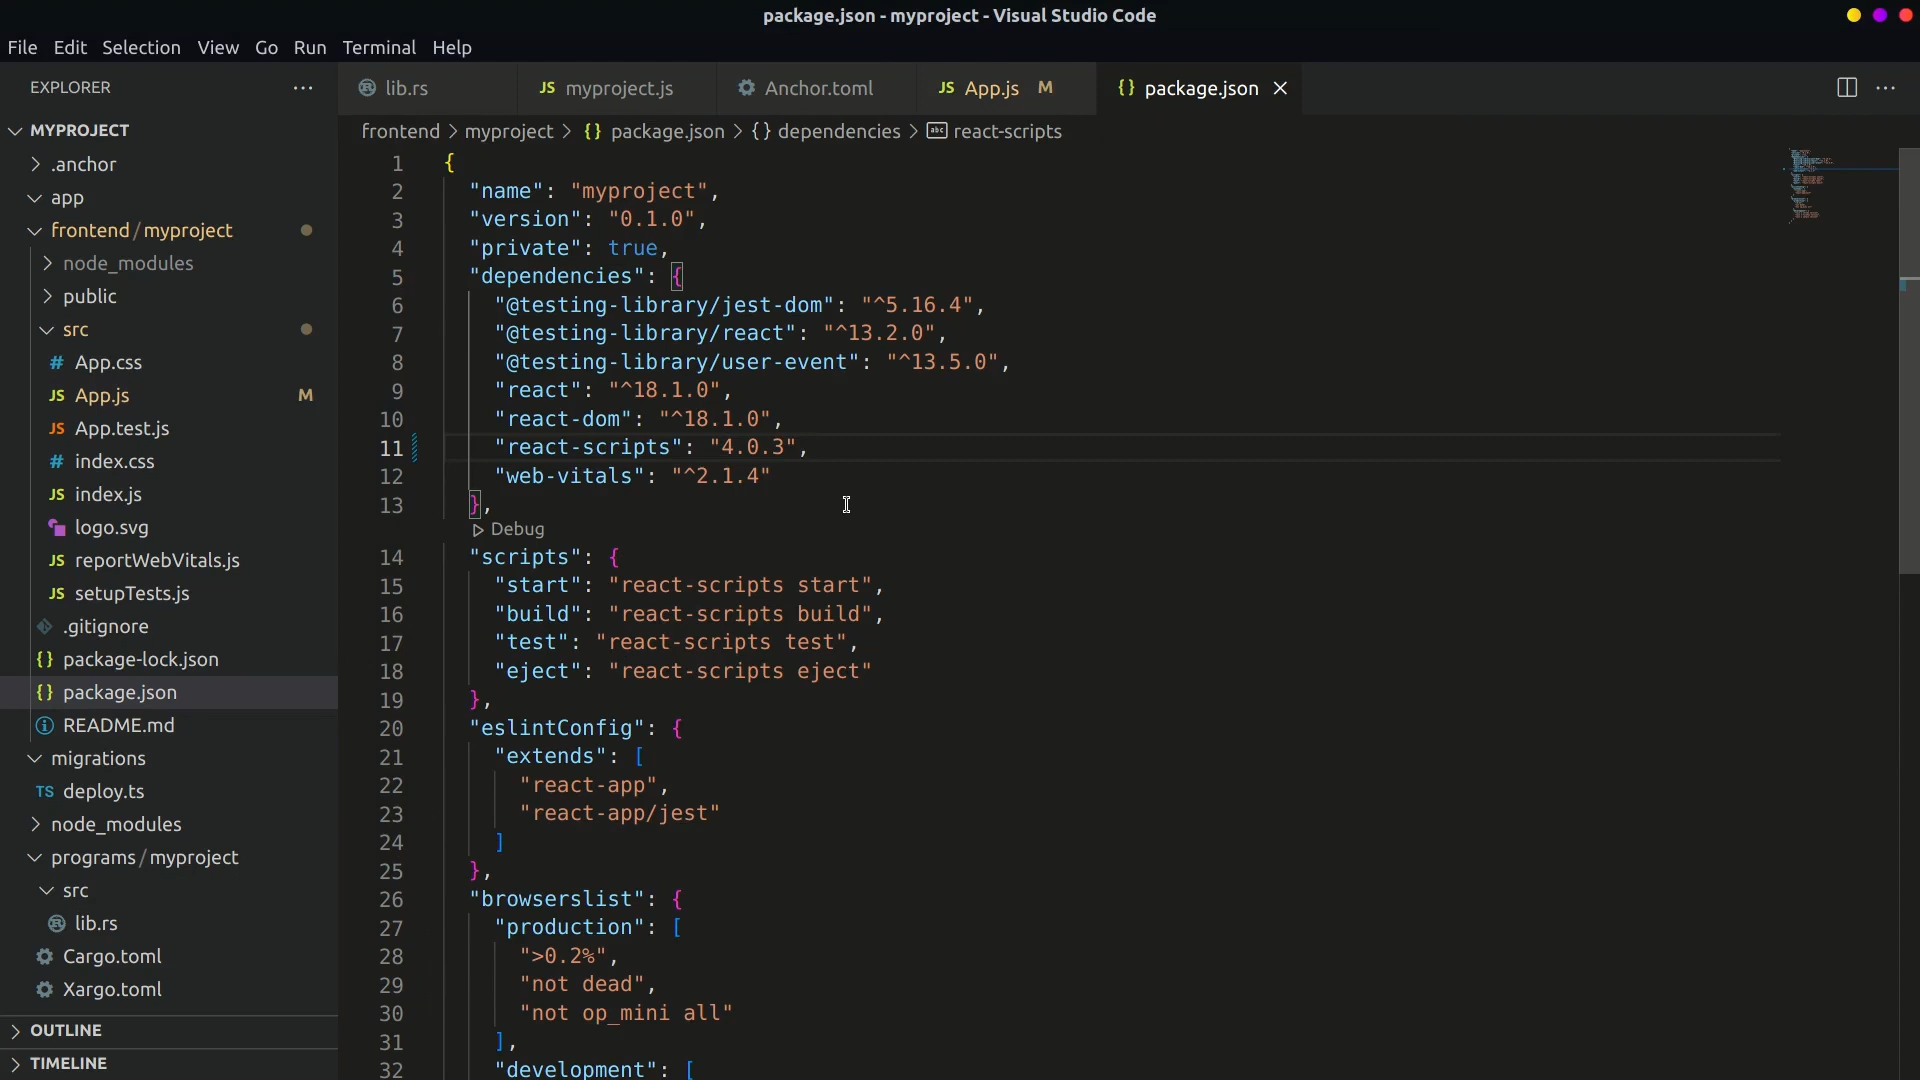 package.json - myproject - Visual Studio Code
File Edit Selection View Go Run Terminal Help
EXPLORER
lib.rs
JS myproject.js
Anchor.toml
JS App.js M
{} package.json
frontend > myproject > {} package.json > {} dependencies > abc react-scripts
MYPROJECT
.anchor
app
frontend/myproject
node_modules
public
src
# App.css
JS App.js M
JS App.test.js
# index.css
JS index.js
logo.svg
JS reportWebVitals.js
JS setupTests.js
.gitignore
{} package-lock.json
{} package.json
README.md
migrations
TS deploy.ts
node_modules
programs/myproject
src
lib.rs
Cargo.toml
Xargo.toml
OUTLINE
TIMELINE
1 {
2 "name": "myproject",
3 "version": "0.1.0",
4 "private": true,
5 "dependencies": {
6 "@testing-library/jest-dom": "^5.16.4",
7 "@testing-library/react": "^13.2.0",
8 "@testing-library/user-event": "^13.5.0",
9 "react": "^18.1.0",
10 "react-dom": "^18.1.0",
11 "react-scripts": "4.0.3",
12 "web-vitals": "^2.1.4"
13 },
Debug
14 "scripts": {
15 "start": "react-scripts start",
16 "build": "react-scripts build",
17 "test": "react-scripts test",
18 "eject": "react-scripts eject"
19 },
20 "eslintConfig": {
21 "extends": [
22 "react-app",
23 "react-app/jest"
24 ]
25 },
26 "browserslist": {
27 "production": [
28 ">0.2%",
29 "not dead",
30 "not op_mini all"
31 ],
32 "development": [